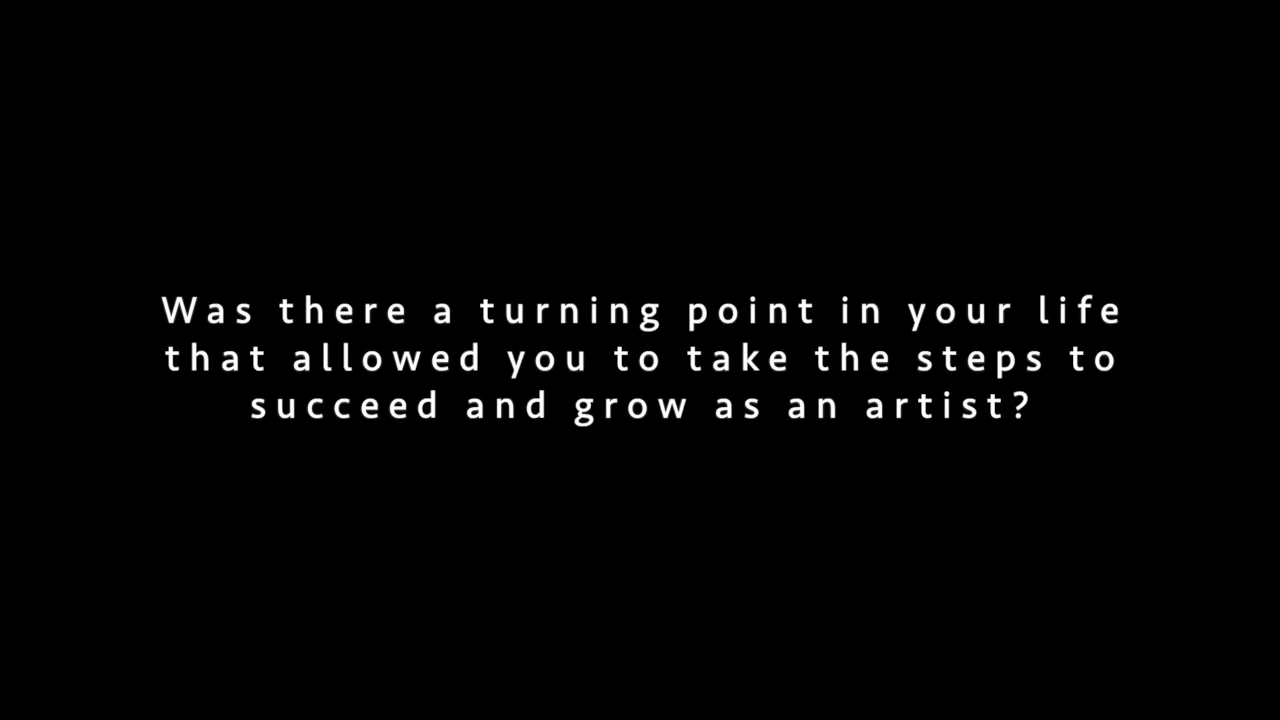 Was there a turning point in your life
that allowed you to take the steps to
succeed and grow as an artist?